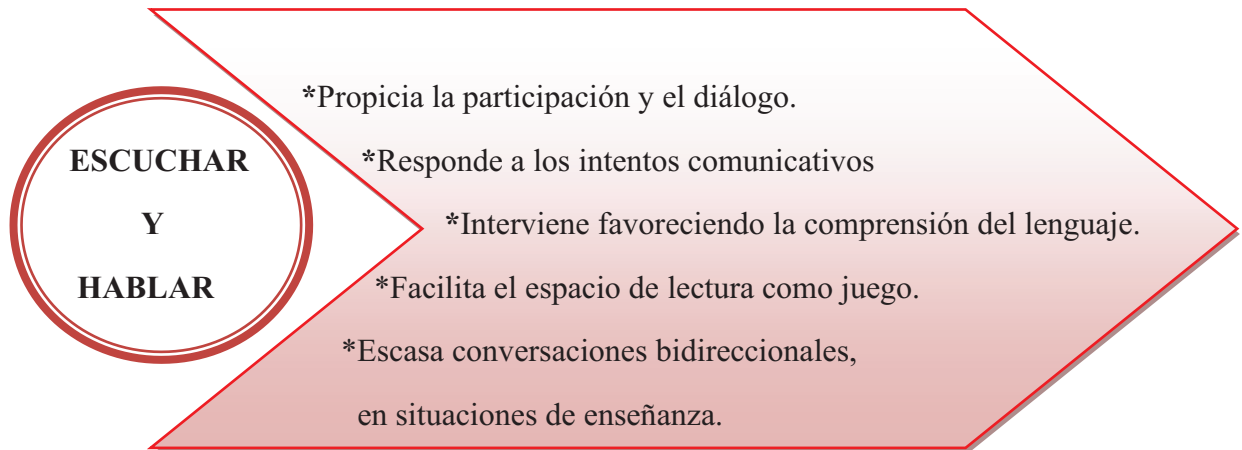 ESCUCHAR
Y
HABLAR
*Propicia la participación y el diálogo.
*Responde a los intentos comunicativos
*Interviene favoreciendo la comprensión del lenguaje.
*Facilita el espacio de lectura como juego.
*Escasa conversaciones bidireccionales,
en situaciones de enseñanza.